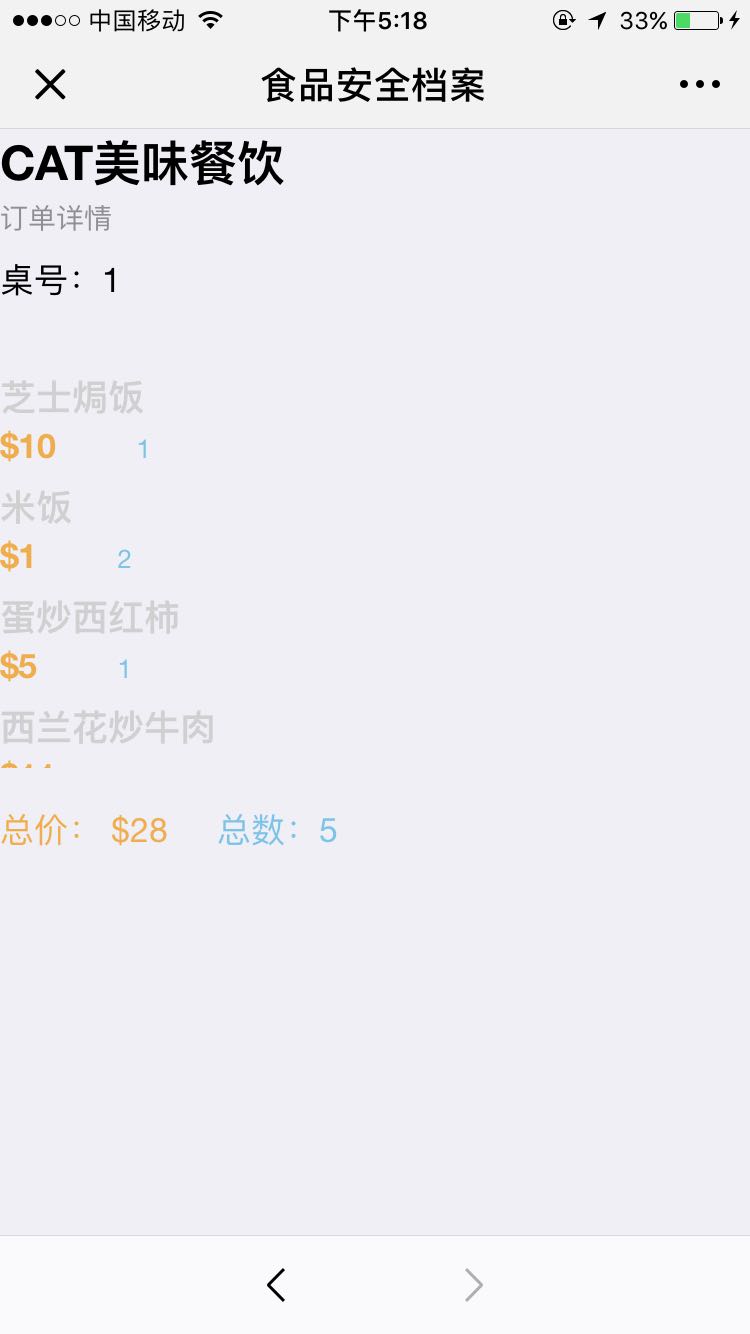 中国移动 下午5:18 33%
食品安全档案
CAT美味餐饮
订单详情
桌号：1
芝士焗饭
$10 1
米饭
$1 2
蛋炒西红柿
$5 1
西兰花炒牛肉
总价： $28 总数：5